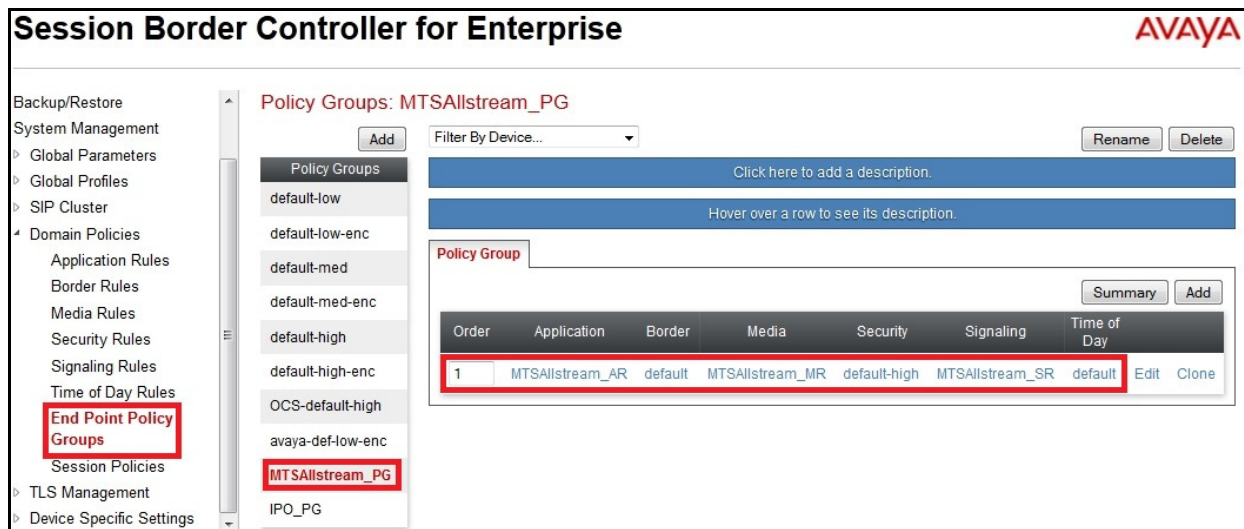 Session Border Controller for Enterprise
AVAYA
Backup/Restore
System Management
Global Parameters
Global Profiles
SIP Cluster
Domain Policies
Application Rules
Border Rules
Media Rules
Security Rules
Signaling Rules
Time of Day Rules
End Point Policy
Groups
Session Policies
TLS Management
Device Specific Settings
Policy Groups: MTSAllstream_PG
Add
Filter By Device...
Rename
Delete
Policy Groups
default-low
default-low-enc
default-med
default-med-enc
default-high
default-high-enc
OCS-default-high
avaya-def-low-enc
MTSAllstream_PG
IPO_PG
Click here to add a description.
Hover over a row to see its description.
Policy Group
Summary Add
Order Application Border Media Security Signaling Time of
Day
1 MTSAllstream_AR default MTSAllstream_MR default-high MTSAllstream_SR default Edit Clone